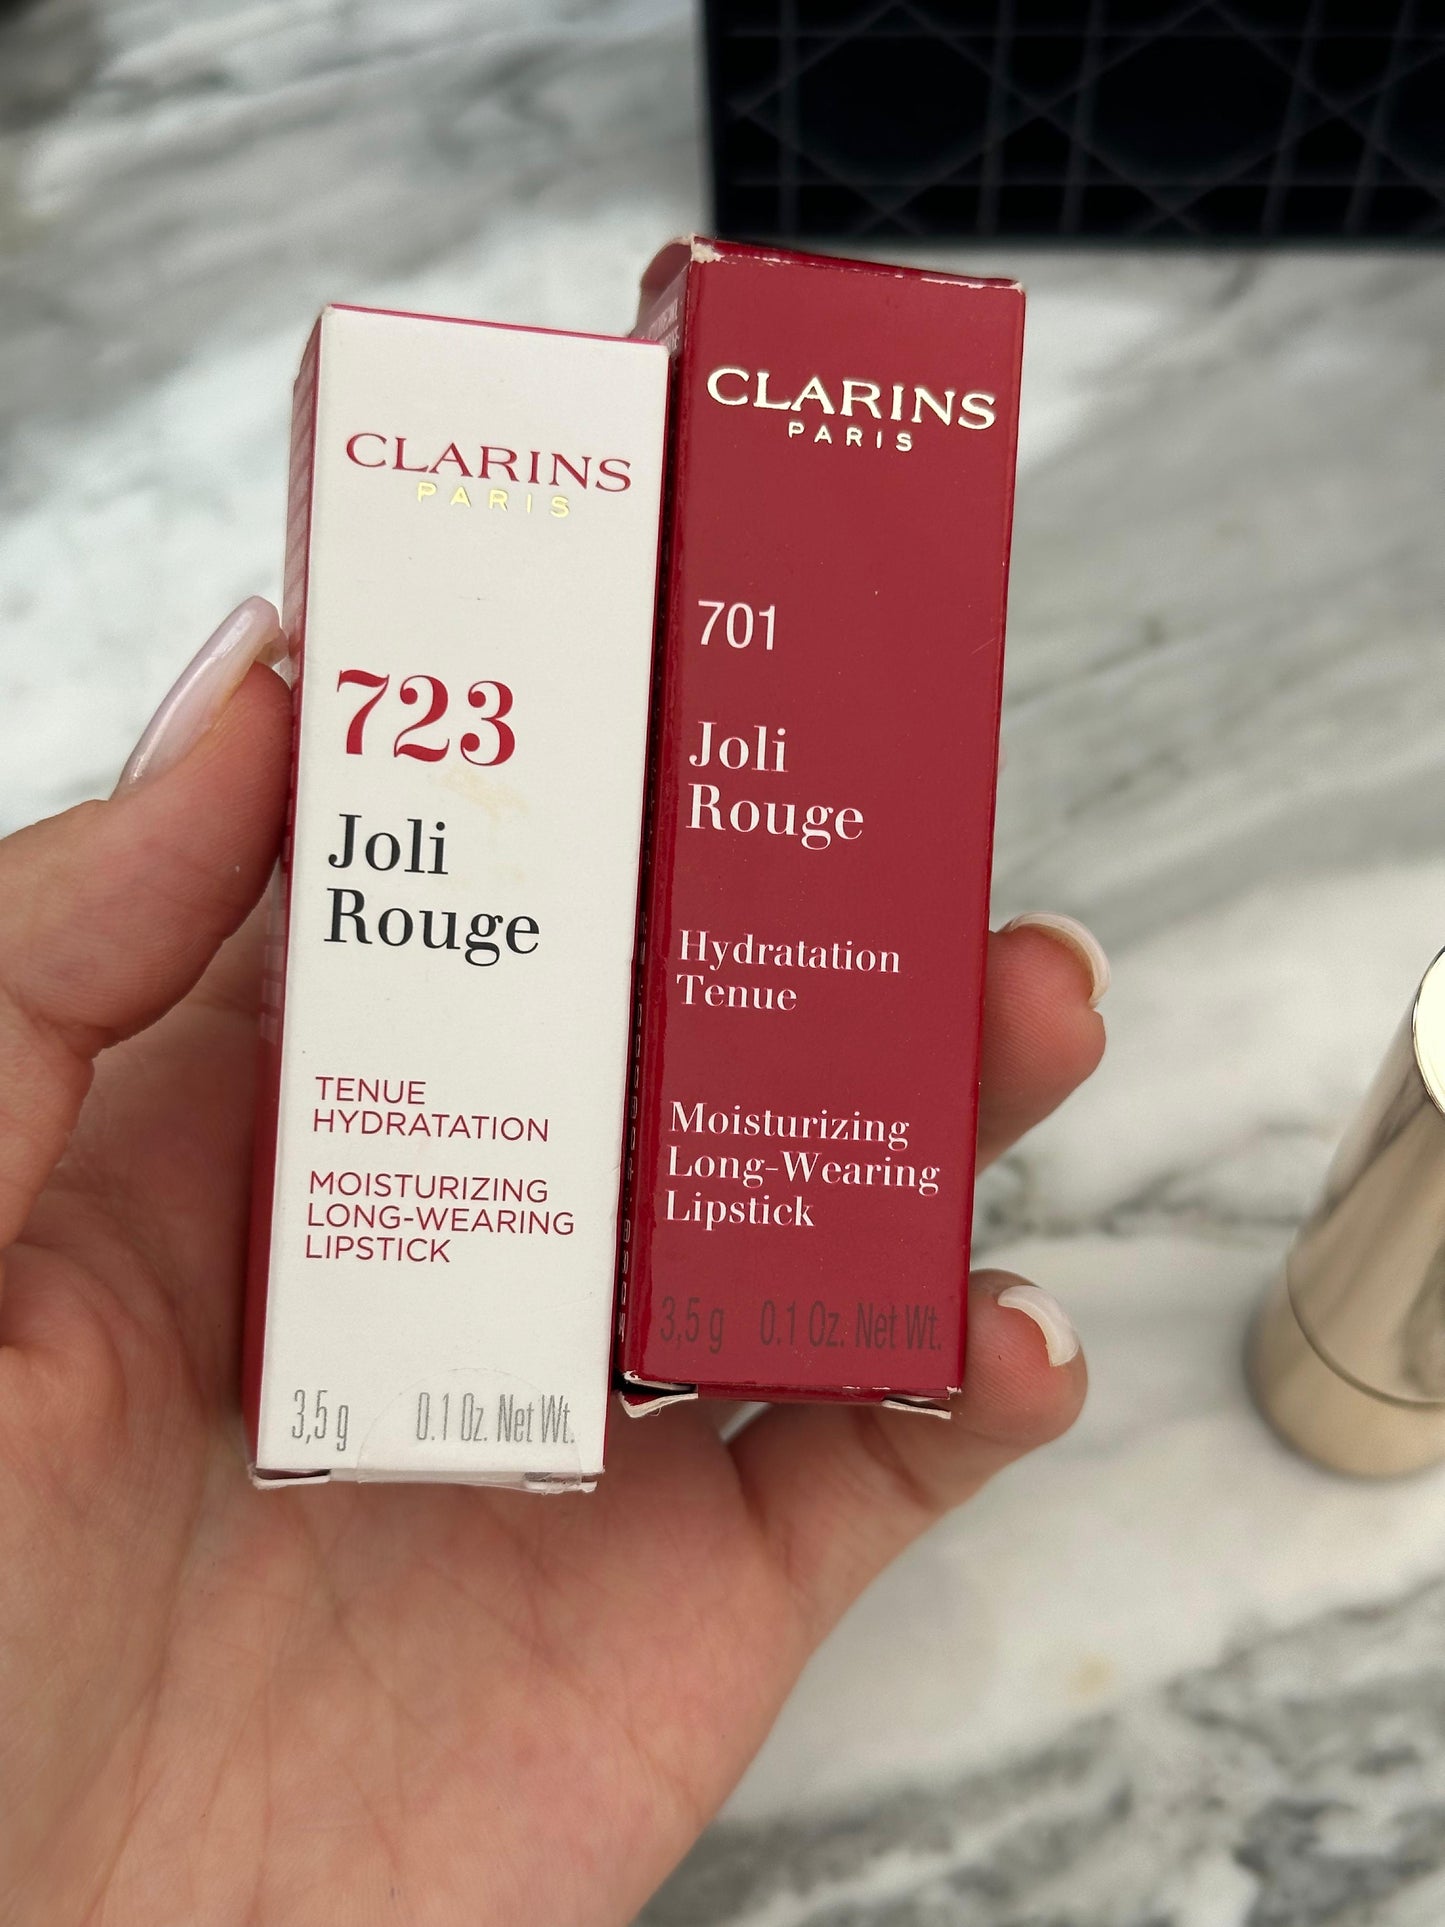 CLARINS
PARIS
723
Joli
Rouge
TENUE
HYDRATATION
MOISTURIZING
LONG-WEARING
LIPSTICK
3,5 g 0.1 Oz. Net Wt.
CLARINS
PARIS
701
Joli
Rouge
Hydratation
Tenue
Moisturizing
Long-Wearing
Lipstick
3,5 g 0.1 Oz. Net Wt.